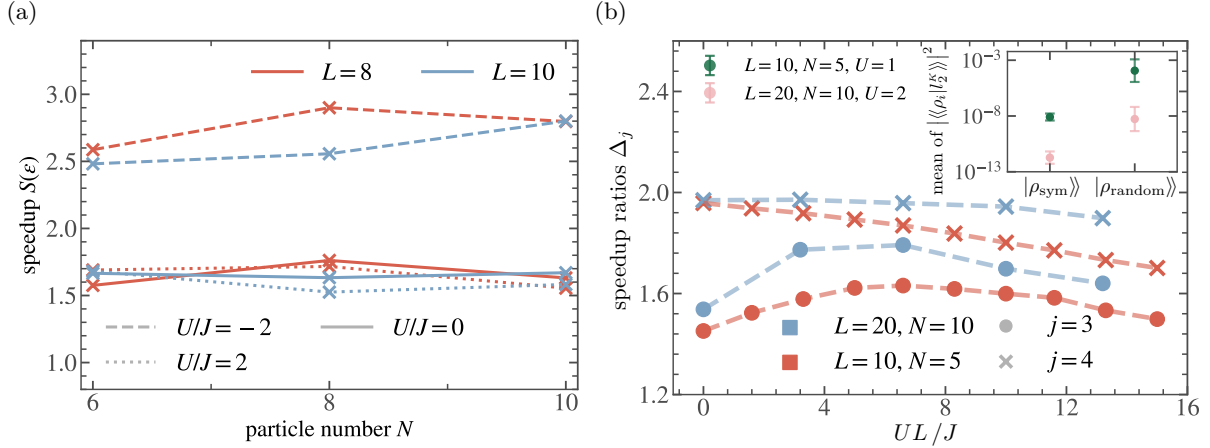 (a)
speedup S(ε)
3.0
2.5
2.0
1.5
1.0
L=8
L=10
U/J=−2
U/J=0
U/J=2
6
8
10
particle number N
(b)
speedup ratios Δ_j
2.4
2.0
1.6
1.2
L=10, N=5, U=1
L=20, N=10, U=2
mean of |⟨⟨ρ_i|l_2^K⟩⟩|^2
10^−3
10^−8
10^−13
|ρ_sym⟩⟩
|ρ_random⟩⟩
L=20, N=10
j=3
L=10, N=5
j=4
0
4
8
12
16
UL/J